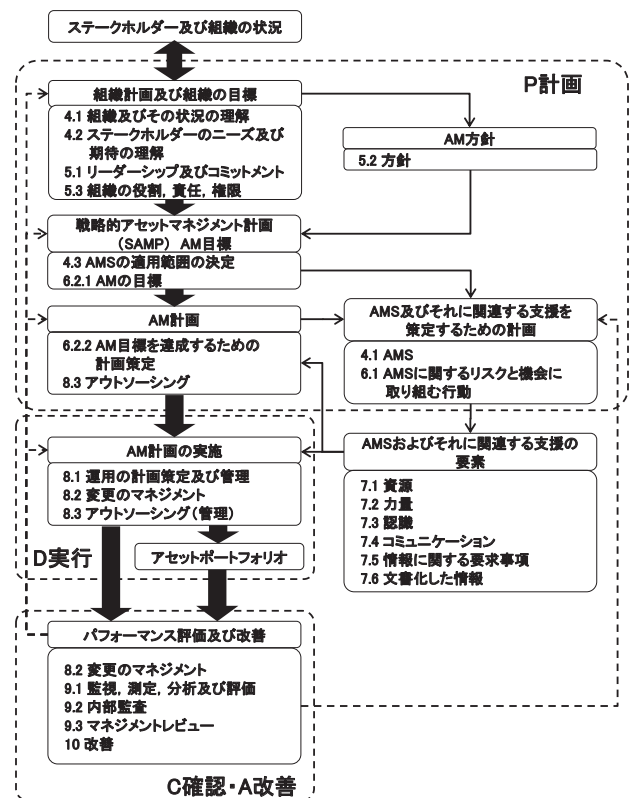 ステークホルダー及び組織の状況
P計画
組織計画及び組織の目標
4.1 組織及びその状況の理解
4.2 ステークホルダーのニーズ及び
期待の理解
5.1 リーダーシップ及びコミットメント
5.3 組織の役割，責任，権限
AM方針
5.2 方針
戦略的アセットマネジメント計画
（SAMP） AM目標
4.3 AMSの適用範囲の決定
6.2.1 AMの目標
AM計画
6.2.2 AM目標を達成するための
計画策定
8.3 アウトソーシング
AMS及びそれに関連する支援を
策定するための計画
4.1 AMS
6.1 AMSに関するリスクと機会に
取り組む行動
AM計画の実施
8.1 運用の計画策定及び管理
8.2 変更のマネジメント
8.3 アウトソーシング（管理）
D実行
アセットポートフォリオ
AMSおよびそれに関連する支援の
要素
7.1 資源
7.2 力量
7.3 認識
7.4 コミュニケーション
7.5 情報に関する要求事項
7.6 文書化した情報
パフォーマンス評価及び改善
8.2 変更のマネジメント
9.1 監視，測定，分析及び評価
9.2 内部監査
9.3 マネジメントレビュー
10 改善
C確認・A改善